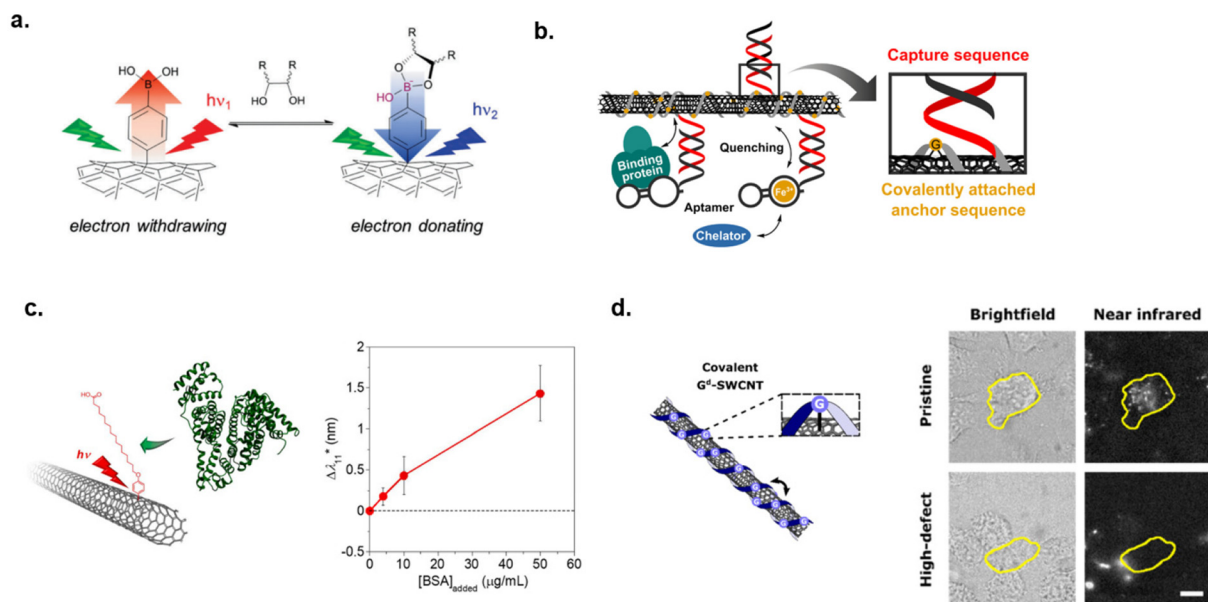 a.
HO
OH
B
hν₁
R
R
HO
OH
R
R
O
O
B⁻
HO
hν₂
electron withdrawing
electron donating
b.
Capture sequence
G
Covalently attached
anchor sequence
Binding
protein
Quenching
Fe³⁺
Aptamer
Chelator
c.
HO
O
O
hν
2
1.5
1
0.5
0
-0.5
Δλ₁₁* (nm)
0
10
20
30
40
50
60
[BSA]added (µg/mL)
d.
Covalent
Gᵈ-SWCNT
G
G
G
G
G
G
G
G
G
G
Brightfield
Near infrared
Pristine
High-defect